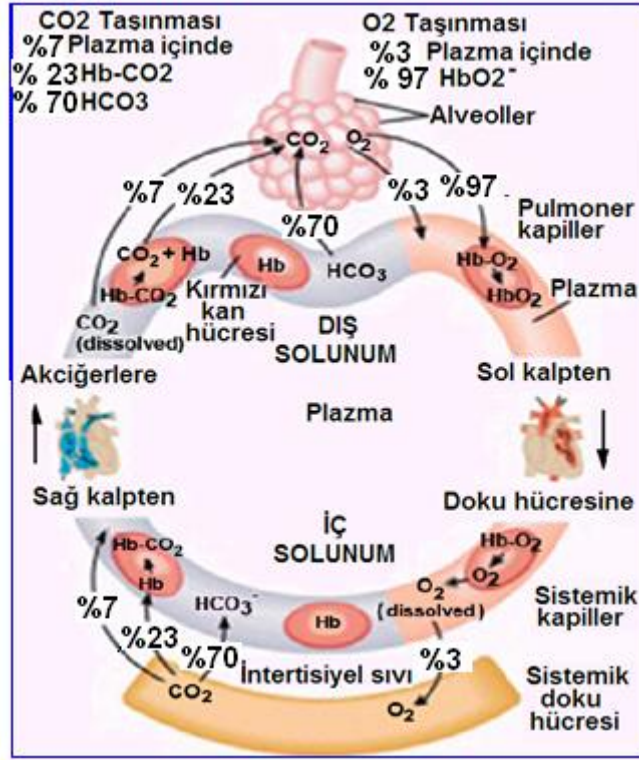 CO2 Taşınması
%7 Plazma içinde
% 23 Hb-CO2
% 70 HCO3
O2 Taşınması
%3 Plazma içinde
% 97 HbO2⁻
Alveoller
CO₂ O₂
%7 %23 %70 %3 %97
Pulmoner
kapiller
CO₂ + Hb
Hb-CO₂
Hb
HCO₃
Hb-O₂
HbO₂
Plazma
Kırmızı
kan
hücresi
CO₂
(dissolved)
DIŞ
SOLUNUM
Akciğerlere
Sol kalpten
Plazma
Sağ kalpten
Doku hücresine
İÇ
SOLUNUM
Hb-CO₂
Hb
HCO₃⁻
Hb
Hb-O₂
O₂
O₂
(dissolved)
Sistemik
kapiller
%7 %23 %70
İntertisiyel sıvı
%3
CO₂
O₂
Sistemik
doku
hücresi